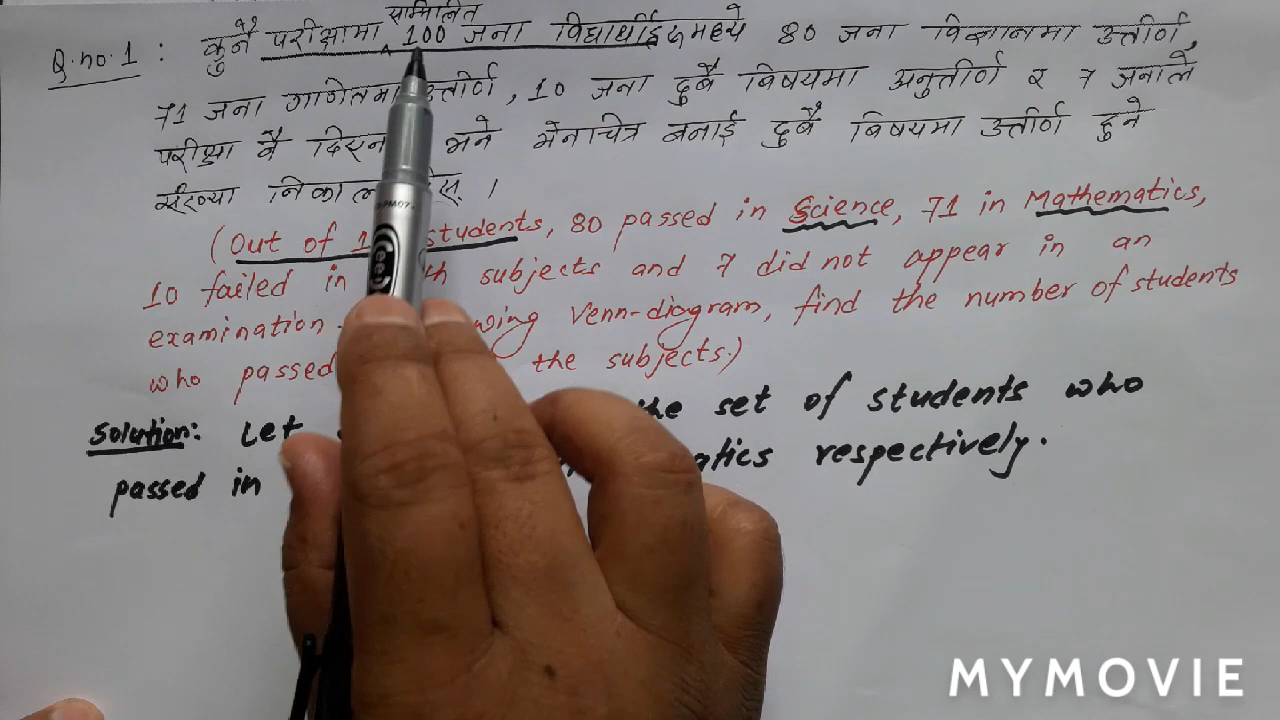 सम्मिलित
Q.no.1: कुनै परीक्षामा 100 जना विद्यार्थीहरुमध्ये 80 जना विज्ञानमा उत्तीर्ण,
71 जना गणितमा उत्तीर्ण, 10 जना दुबै बिषयमा अनुत्तीर्ण र 7 जनाले
परीक्षा नै भने भेनाचित्र बनाई दुबै बिषयमा उत्तीर्ण हुने
संख्या
(Out of students, 80 passed in Science, 71 in Mathematics,
10 failed in subjects and 7 did not appear in an
examination. Venn-diagram, find the number of students
who passed the subjects.)
Solution: Let the set of students who
passed in respectively.
MYMOVIE